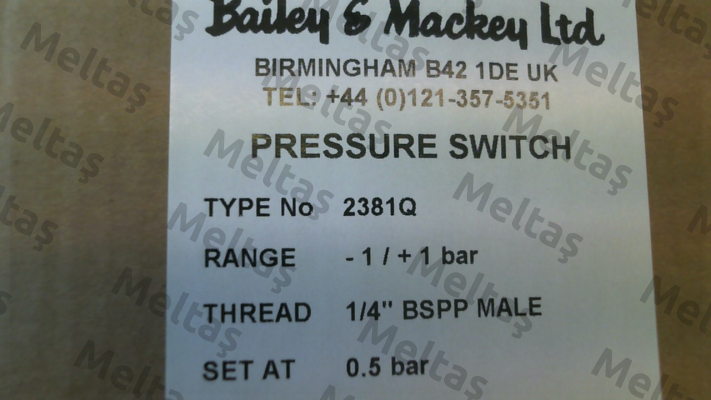 Bailey & Mackey Ltd
BIRMINGHAM B42 1DE UK
TEL: +44 (0)121-357-5351
PRESSURE SWITCH
TYPE No 2381Q
RANGE - 1 / + 1 bar
THREAD 1/4" BSPP MALE
SET AT 0.5 bar
Meltaş